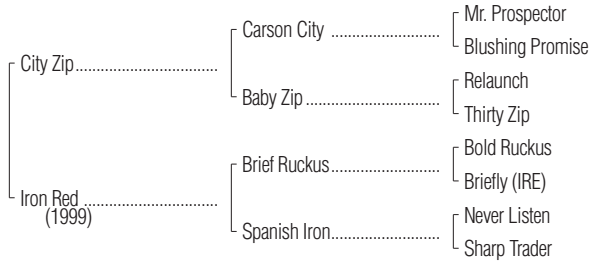 Mr. Prospector
Carson City ..............................
Blushing Promise
City Zip.......................................
Relaunch
Baby Zip .....................................
Thirty Zip
Bold Ruckus
Brief Ruckus..............................
Briefly (IRE)
Iron Red .....................................
(1999)
Never Listen
Spanish Iron..............................
Sharp Trader